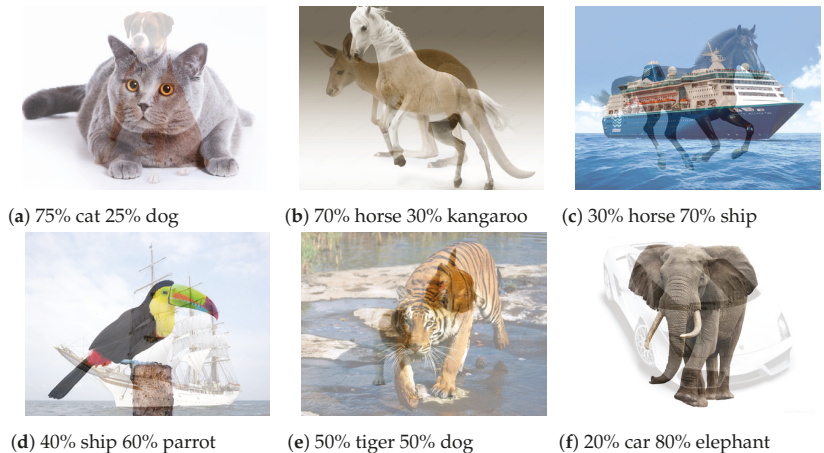 (a) 75% cat 25% dog
(b) 70% horse 30% kangaroo
(c) 30% horse 70% ship
(d) 40% ship 60% parrot
(e) 50% tiger 50% dog
(f) 20% car 80% elephant